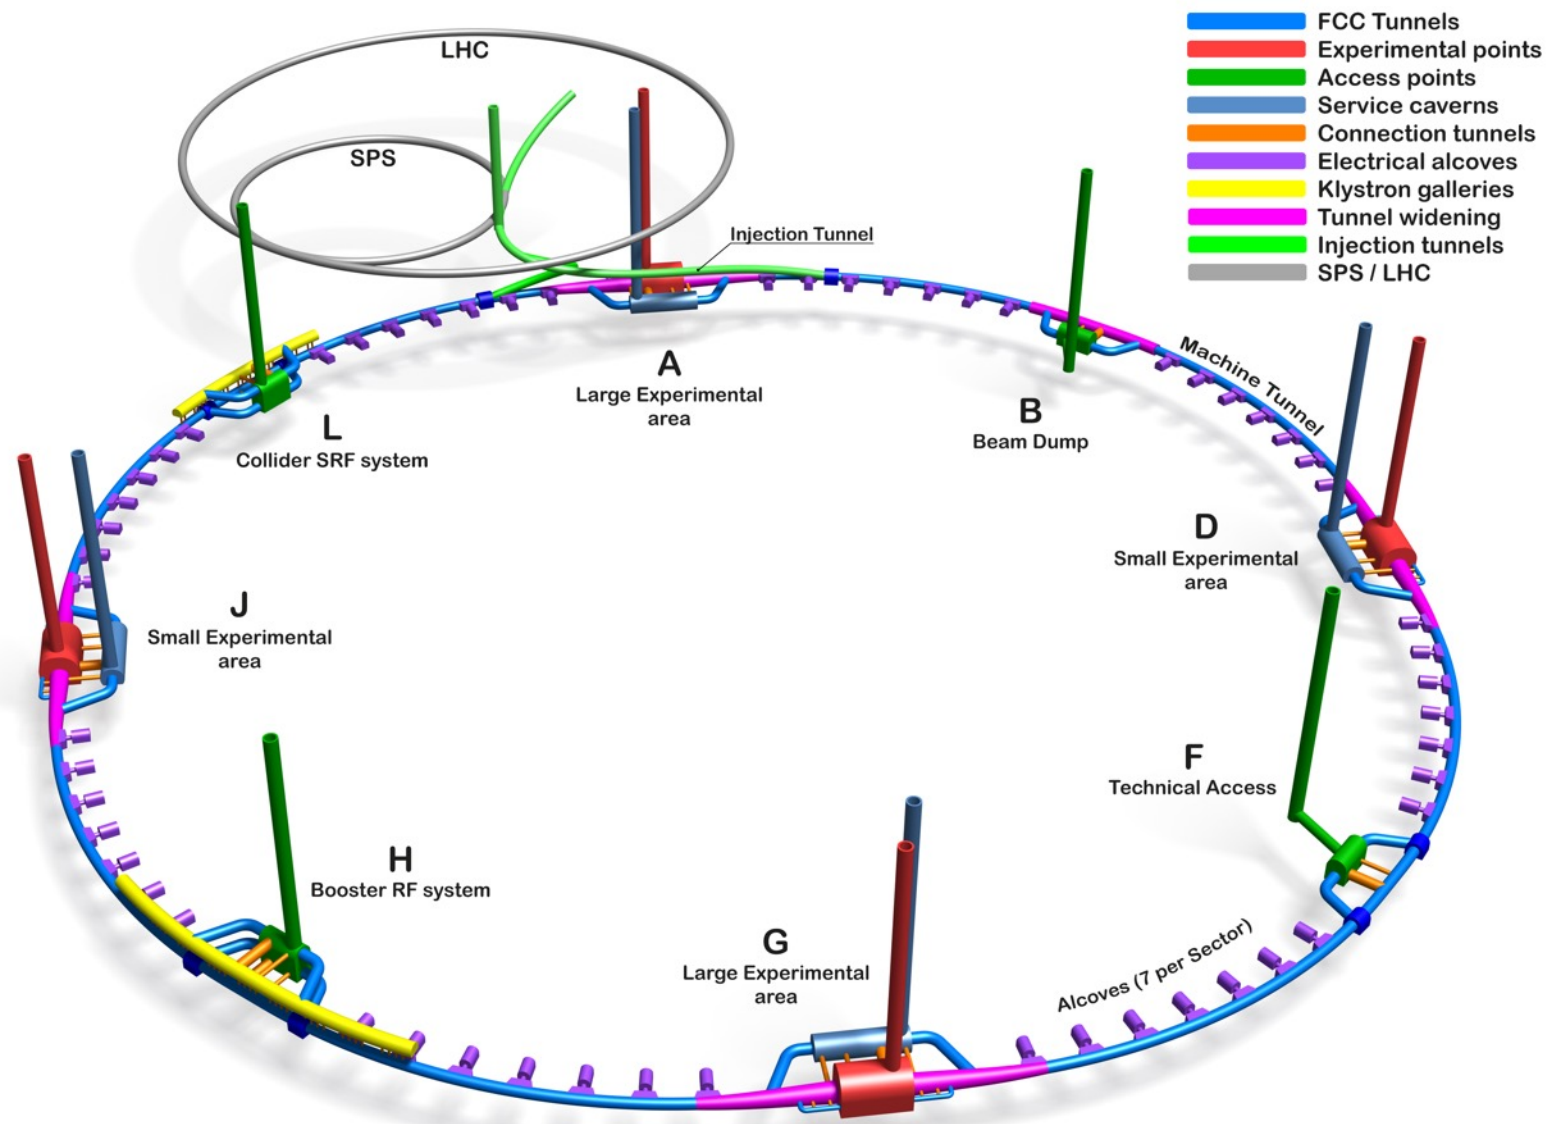 FCC Tunnels
Experimental points
Access points
Service caverns
Connection tunnels
Electrical alcoves
Klystron galleries
Tunnel widening
Injection tunnels
SPS / LHC
LHC
SPS
Injection Tunnel
A
Large Experimental
area
B
Beam Dump
Machine Tunnel
L
Collider SRF system
D
Small Experimental
area
J
Small Experimental
area
F
Technical Access
H
Booster RF system
G
Large Experimental
area
Alcoves (7 per Sector)